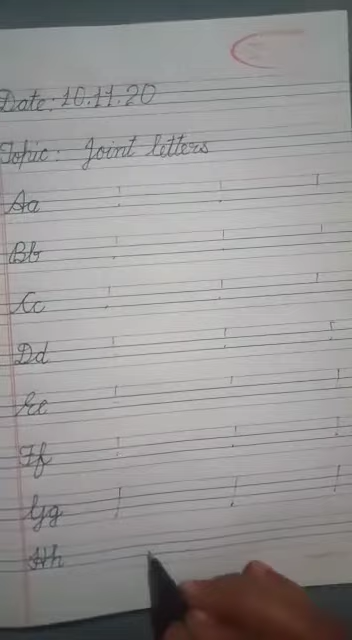 Date: 10.11.20
Topic: Joint letters
Aa
Bb
Cc
Dd
Ee
Ff
Gg
Hh